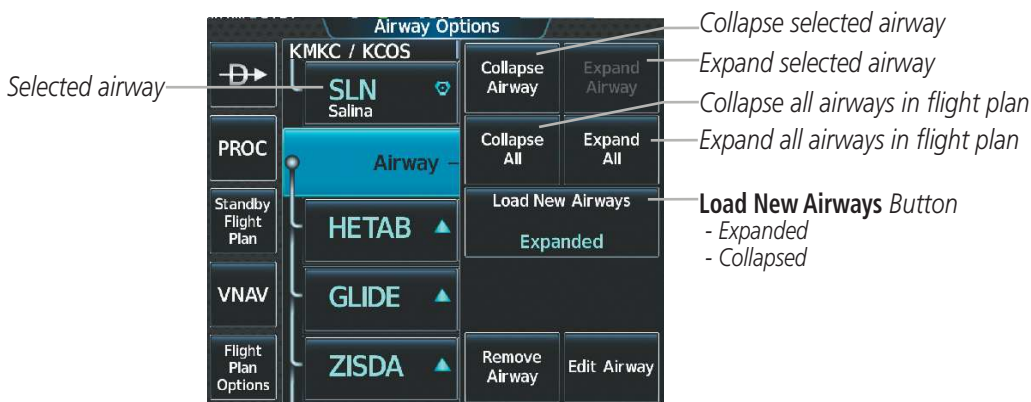 Airway Options
KMKC / KCOS
SLN
Salina
Airway
HETAB
GLIDE
ZISDA
PROC
Standby
Flight
Plan
VNAV
Flight
Plan
Options
Collapse
Airway
Expand
Airway
Collapse
All
Expand
All
Load New Airways
Expanded
Remove
Airway
Edit Airway
Selected airway
Collapse selected airway
Expand selected airway
Collapse all airways in flight plan
Expand all airways in flight plan
Load New Airways Button
- Expanded
- Collapsed